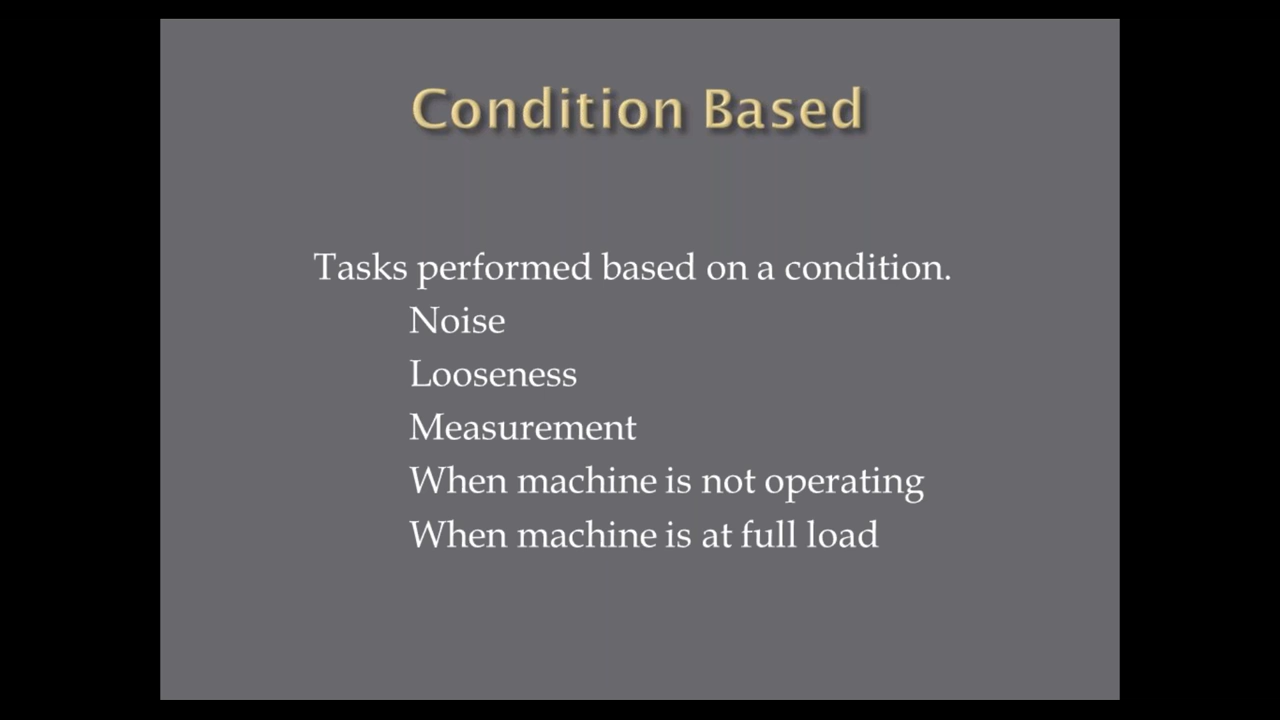 Condition Based
Tasks performed based on a condition.
Noise
Looseness
Measurement
When machine is not operating
When machine is at full load